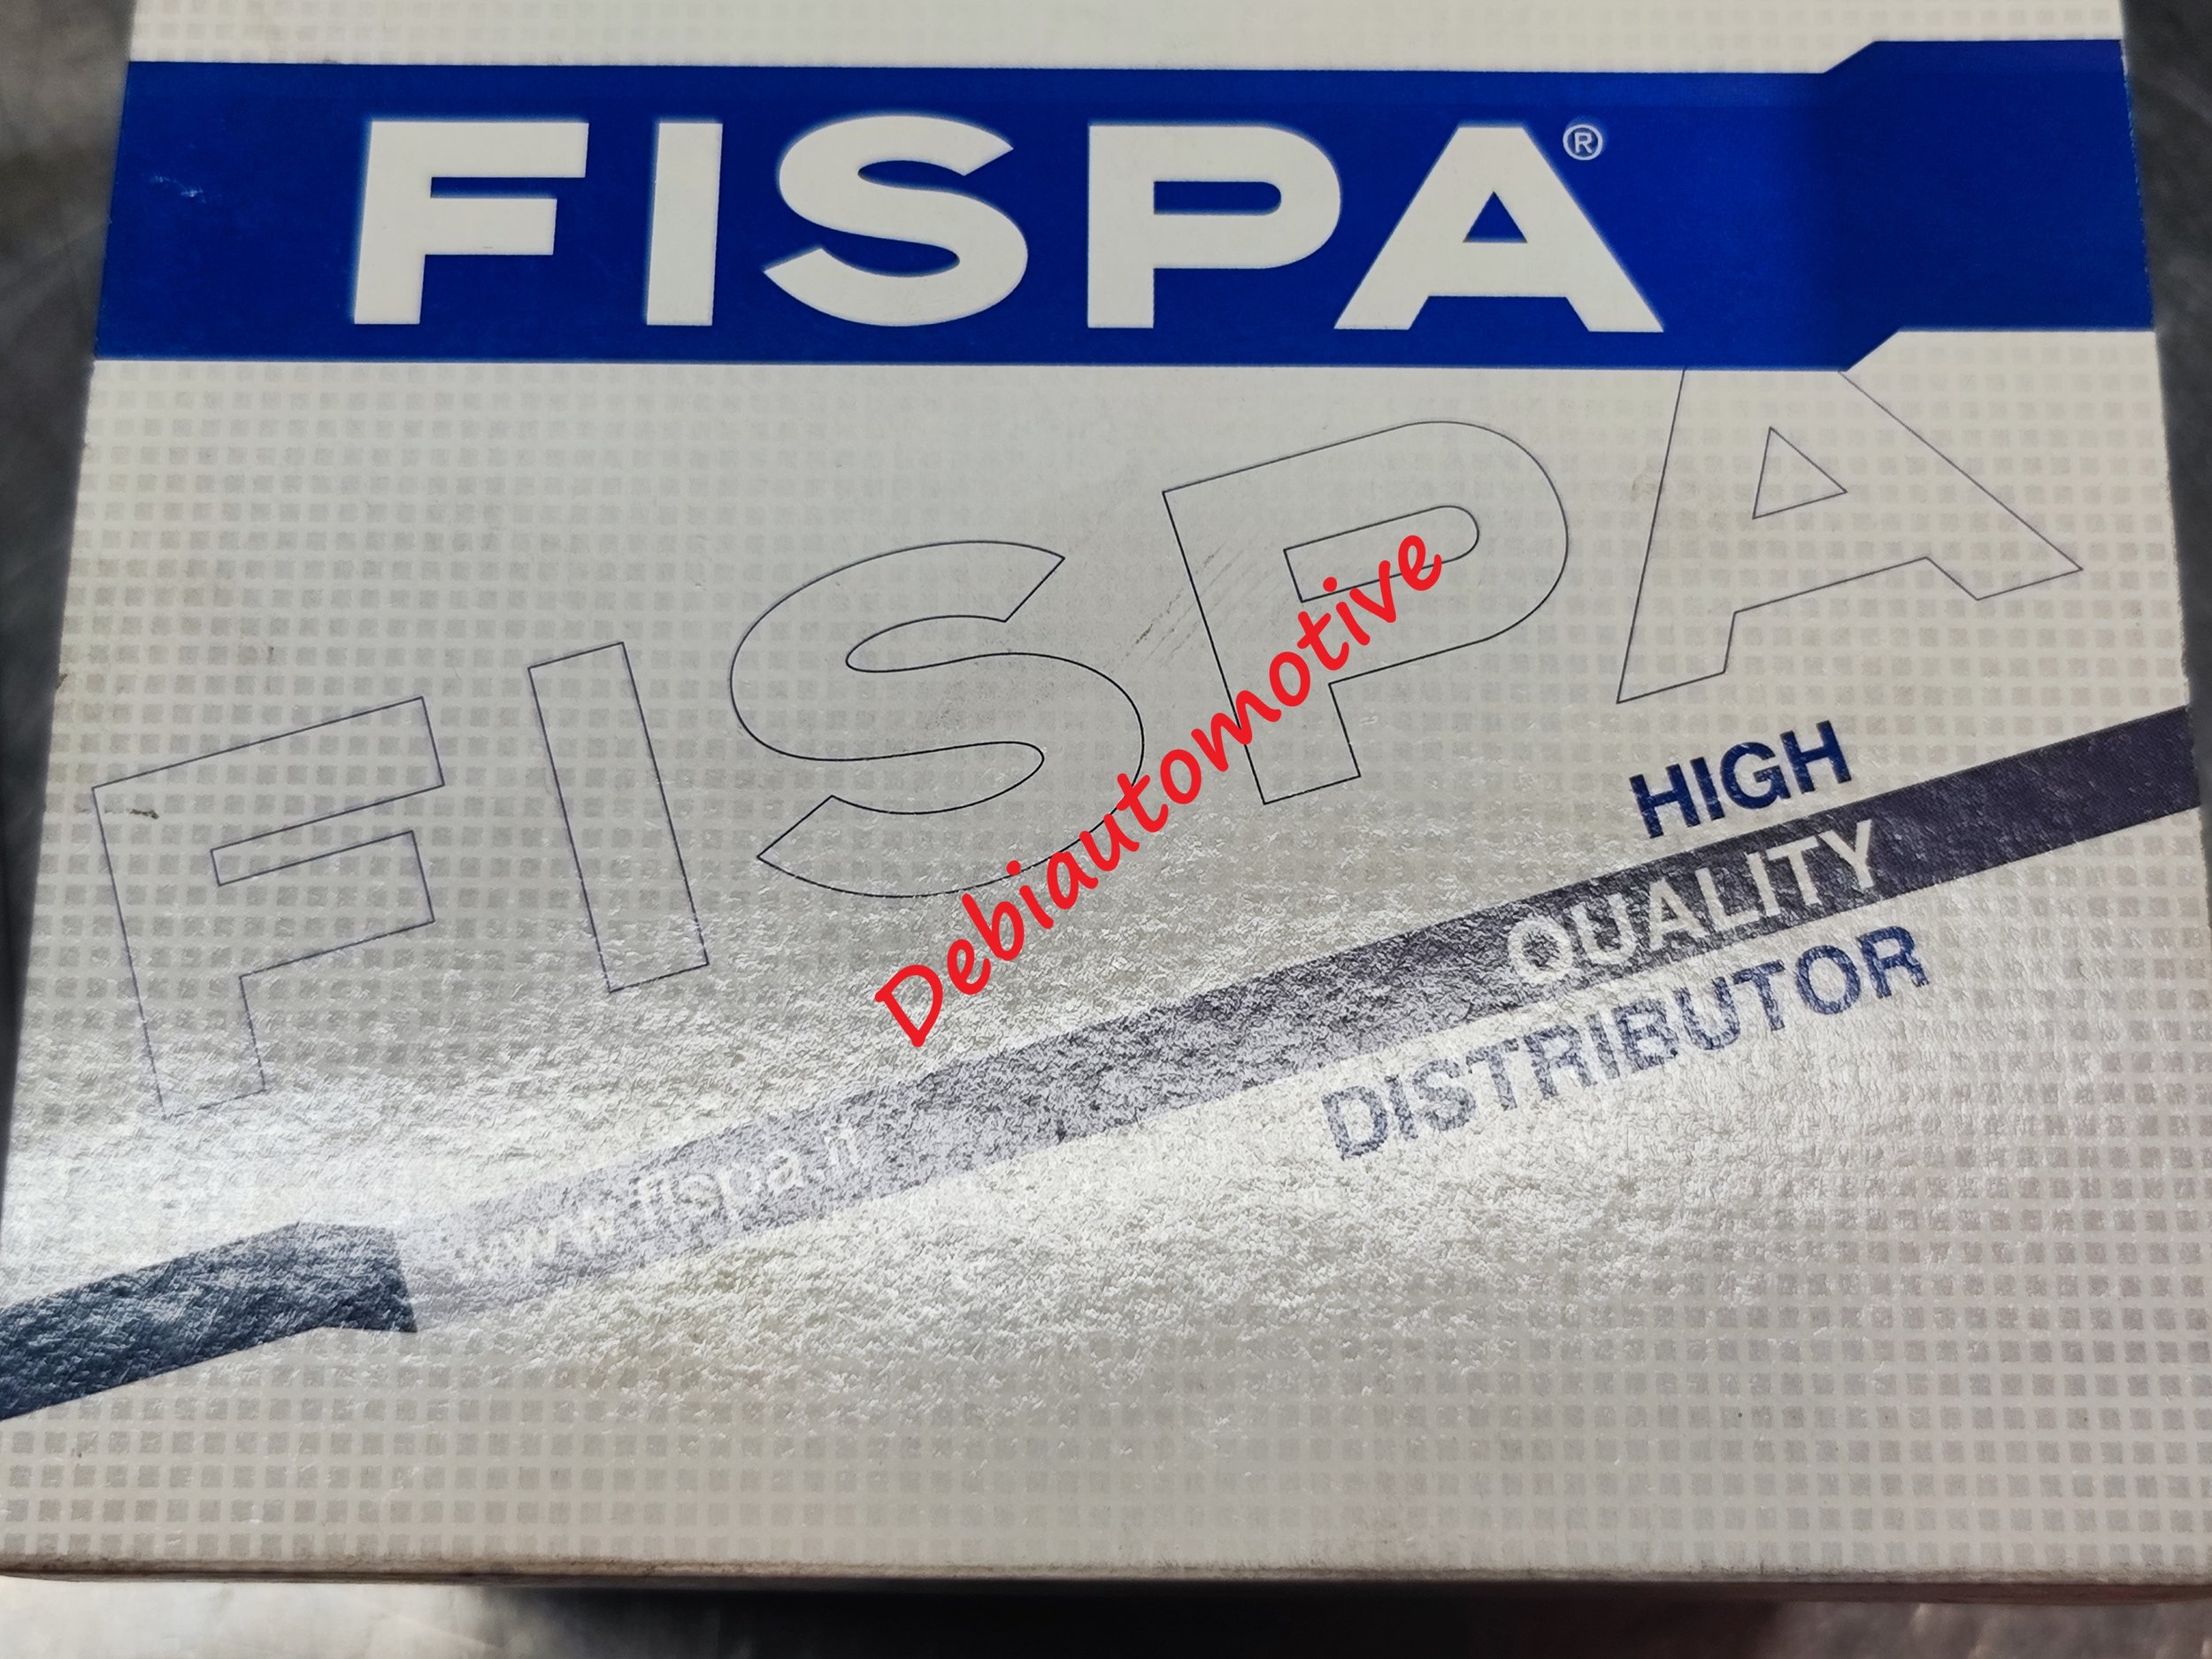 FISPA®
FISPA
Debiautomotive
HIGH
QUALITY
DISTRIBUTOR
www.fispa.it